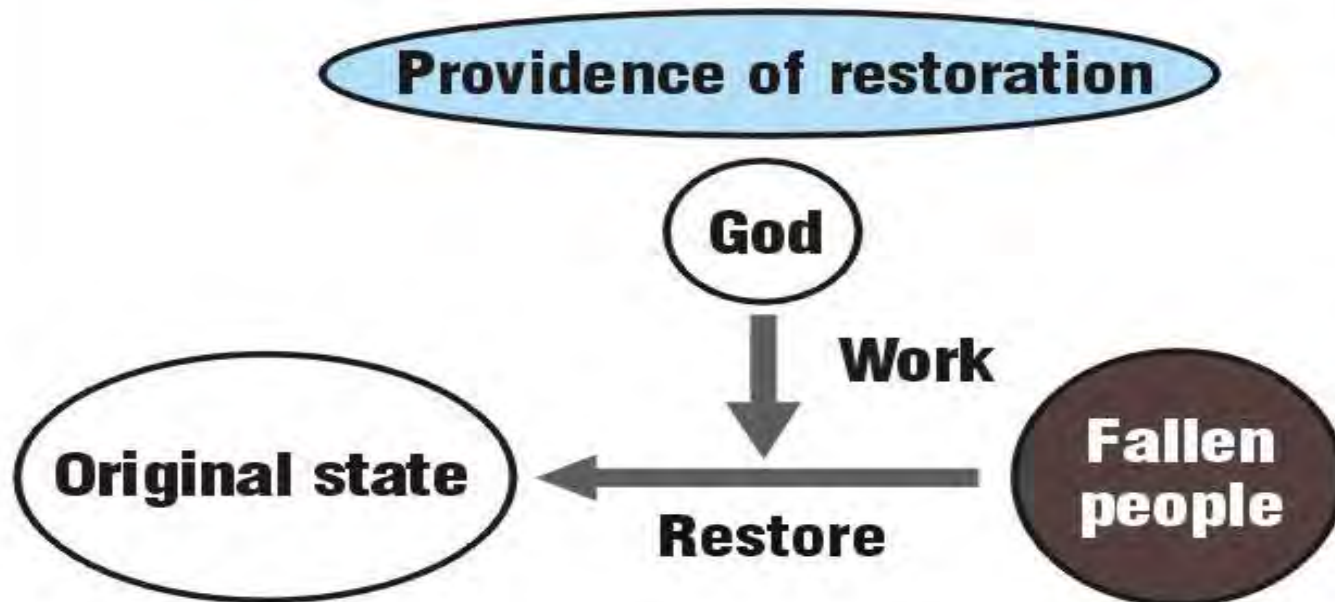 Providence of restoration
God
Work
Original state
Fallen
people
Restore